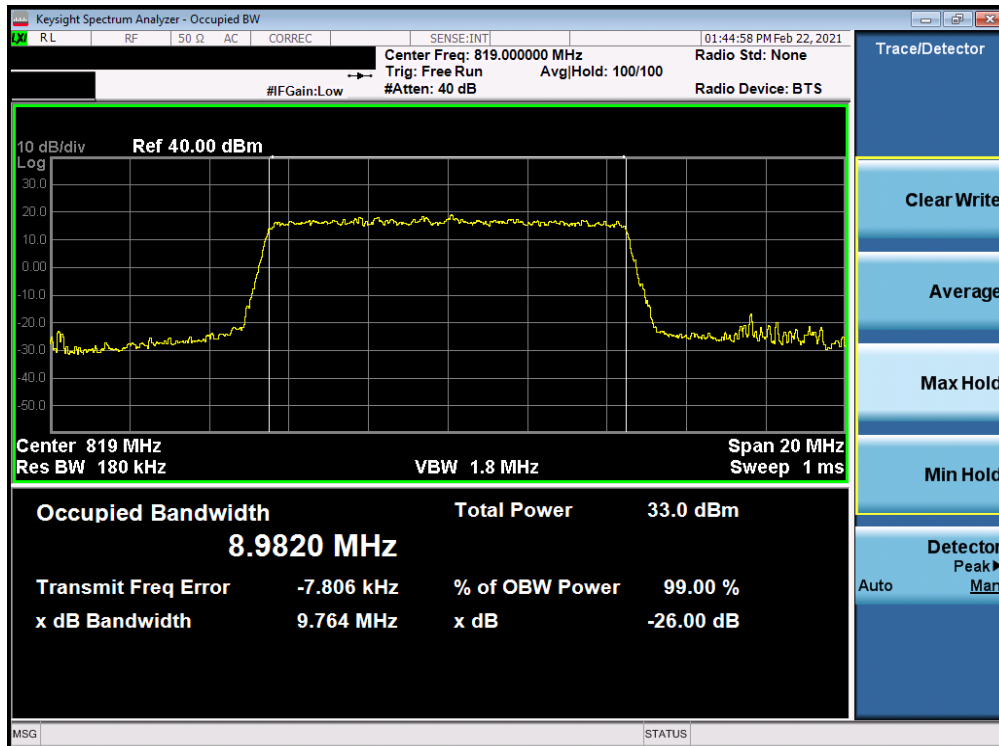 Keysight Spectrum Analyzer - Occupied BW
LXI RL RF 50 Ω AC CORREC SENSE:INT 01:44:58 PM Feb 22, 2021
Center Freq: 819.000000 MHz Radio Std: None
Trig: Free Run Avg|Hold: 100/100
#IFGain:Low #Atten: 40 dB Radio Device: BTS
Trace/Detector
10 dB/div Ref 40.00 dBm
Log
30.0
20.0
10.0
0.00
-10.0
-20.0
-30.0
-40.0
-50.0
Center 819 MHz Span 20 MHz
Res BW 180 kHz VBW 1.8 MHz Sweep 1 ms
Occupied Bandwidth Total Power 33.0 dBm
8.9820 MHz
Transmit Freq Error -7.806 kHz % of OBW Power 99.00 %
x dB Bandwidth 9.764 MHz x dB -26.00 dB
Clear Write
Average
Max Hold
Min Hold
Detector
Peak
Auto Man
MSG STATUS